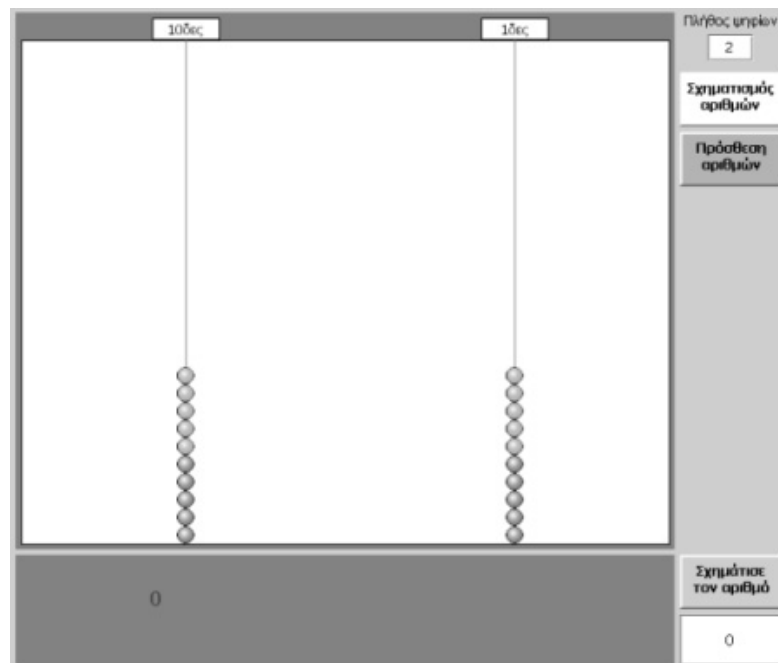 10δες
1δες
Πλήθος ψηφίων
2
Σχηματισμός
αριθμών
Πρόσθεση
αριθμών
0
Σχημάτισε
τον αριθμό
0